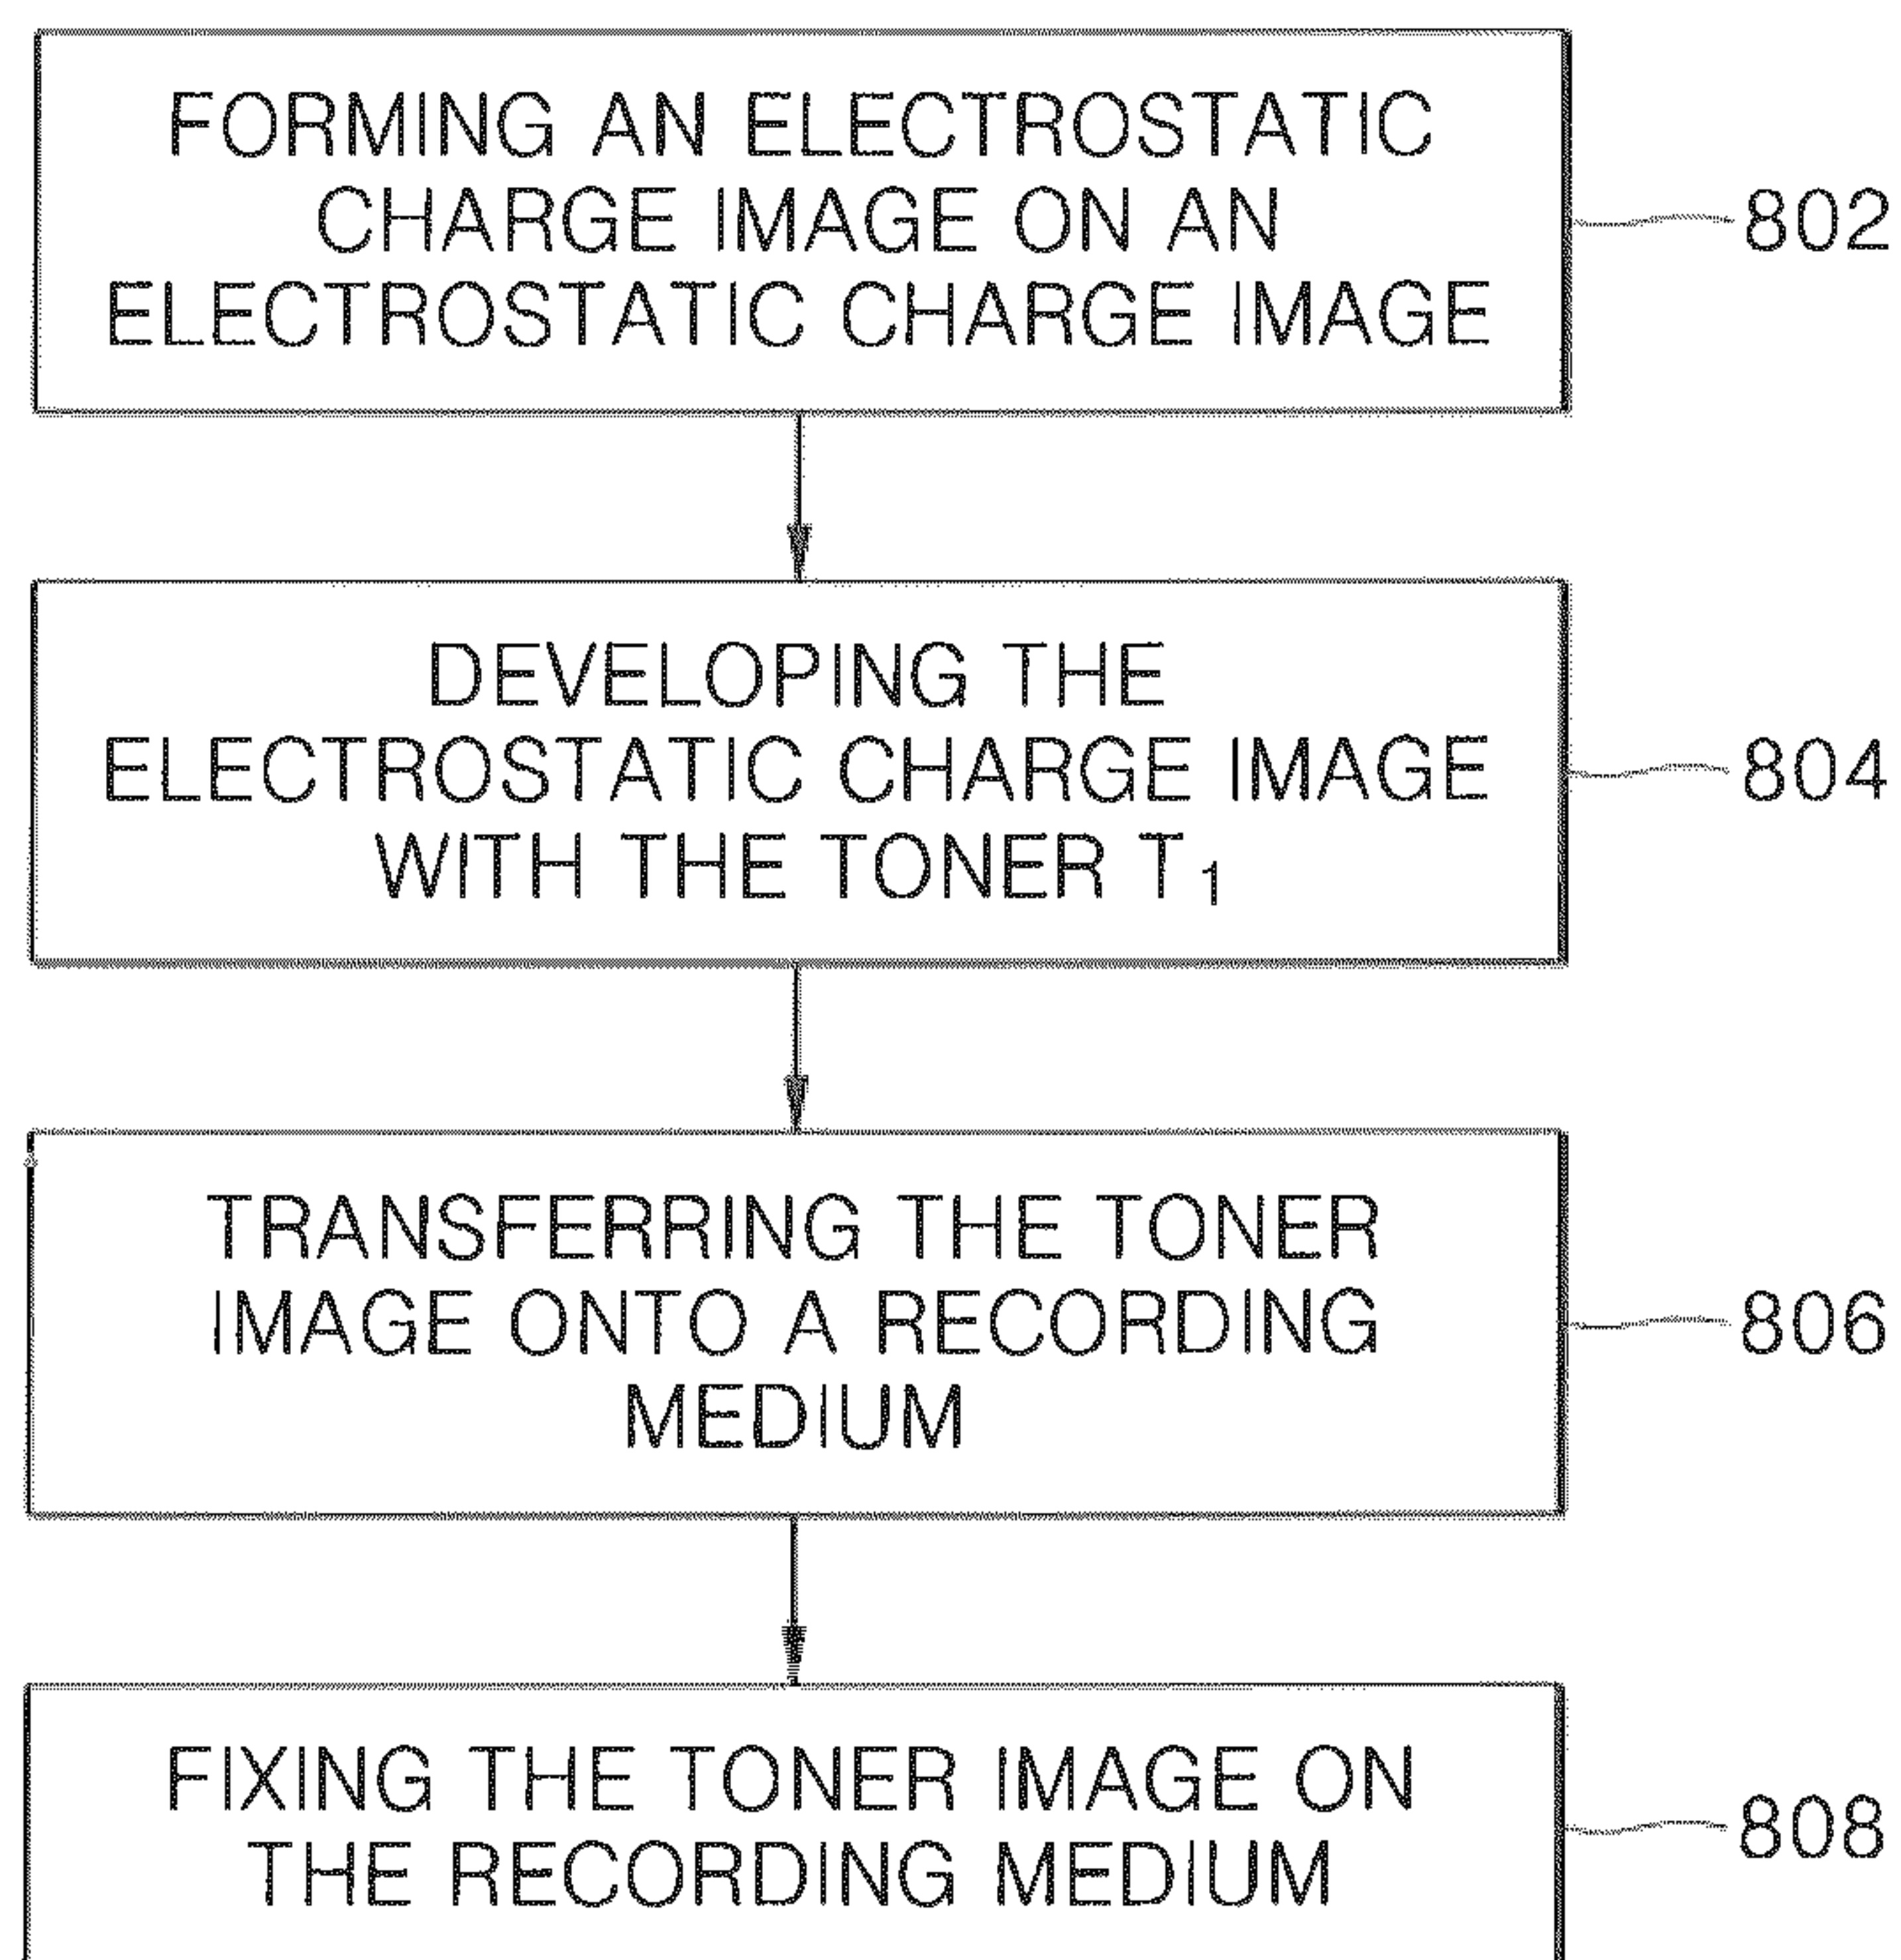 FORMING AN ELECTROSTATIC
CHARGE IMAGE ON AN
ELECTROSTATIC CHARGE IMAGE
802
DEVELOPING THE
ELECTROSTATIC CHARGE IMAGE
WITH THE TONER T1
804
TRANSFERRING THE TONER
IMAGE ONTO A RECORDING
MEDIUM
806
FIXING THE TONER IMAGE ON
THE RECORDING MEDIUM
808